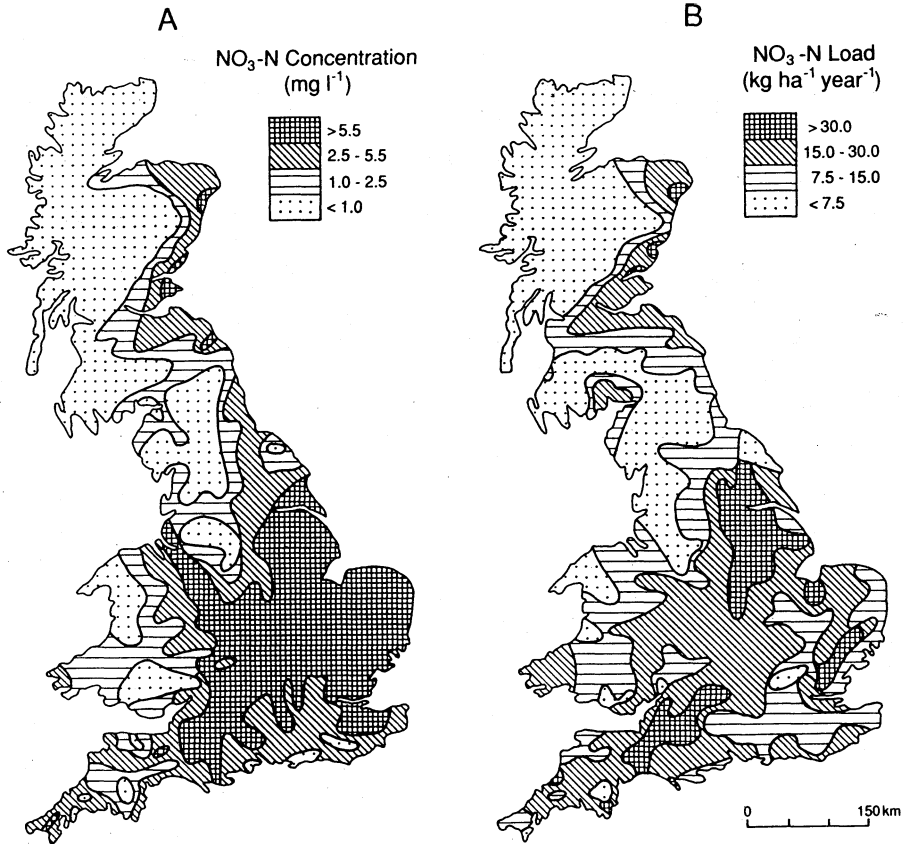 A
NO₃-N Concentration
(mg l⁻¹)
>5.5
2.5 - 5.5
1.0 - 2.5
< 1.0
B
NO₃-N Load
(kg ha⁻¹ year⁻¹)
>30.0
15.0 - 30.0
7.5 - 15.0
<7.5
0 150 km